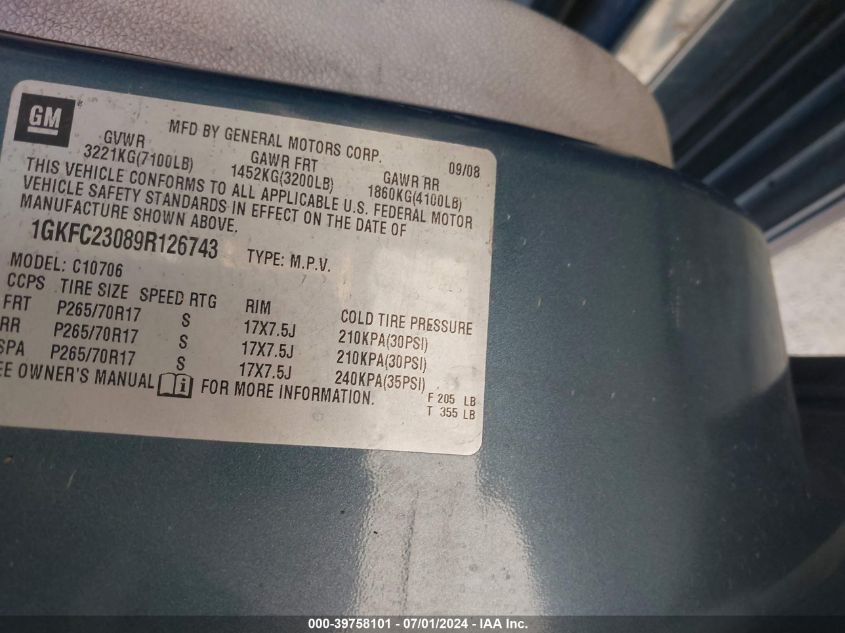 GM
MFD BY GENERAL MOTORS CORP. 09/08
GVWR GAWR FRT GAWR RR
3221KG(7100LB) 1452KG(3200LB) 1860KG(4100LB)
THIS VEHICLE CONFORMS TO ALL APPLICABLE U.S. FEDERAL MOTOR
VEHICLE SAFETY STANDARDS IN EFFECT ON THE DATE OF
MANUFACTURE SHOWN ABOVE.
1GKFC23089R126743 TYPE: M.P.V.
MODEL: C10706
CCPS TIRE SIZE SPEED RTG RIM COLD TIRE PRESSURE
FRT P265/70R17 S 17X7.5J 210KPA(30PSI)
RR P265/70R17 S 17X7.5J 210KPA(30PSI)
SPA P265/70R17 S 17X7.5J 240KPA(35PSI)
EE OWNER'S MANUAL i FOR MORE INFORMATION.
F 205 LB
T 355 LB
000-39758101 - 07/01/2024 - IAA Inc.